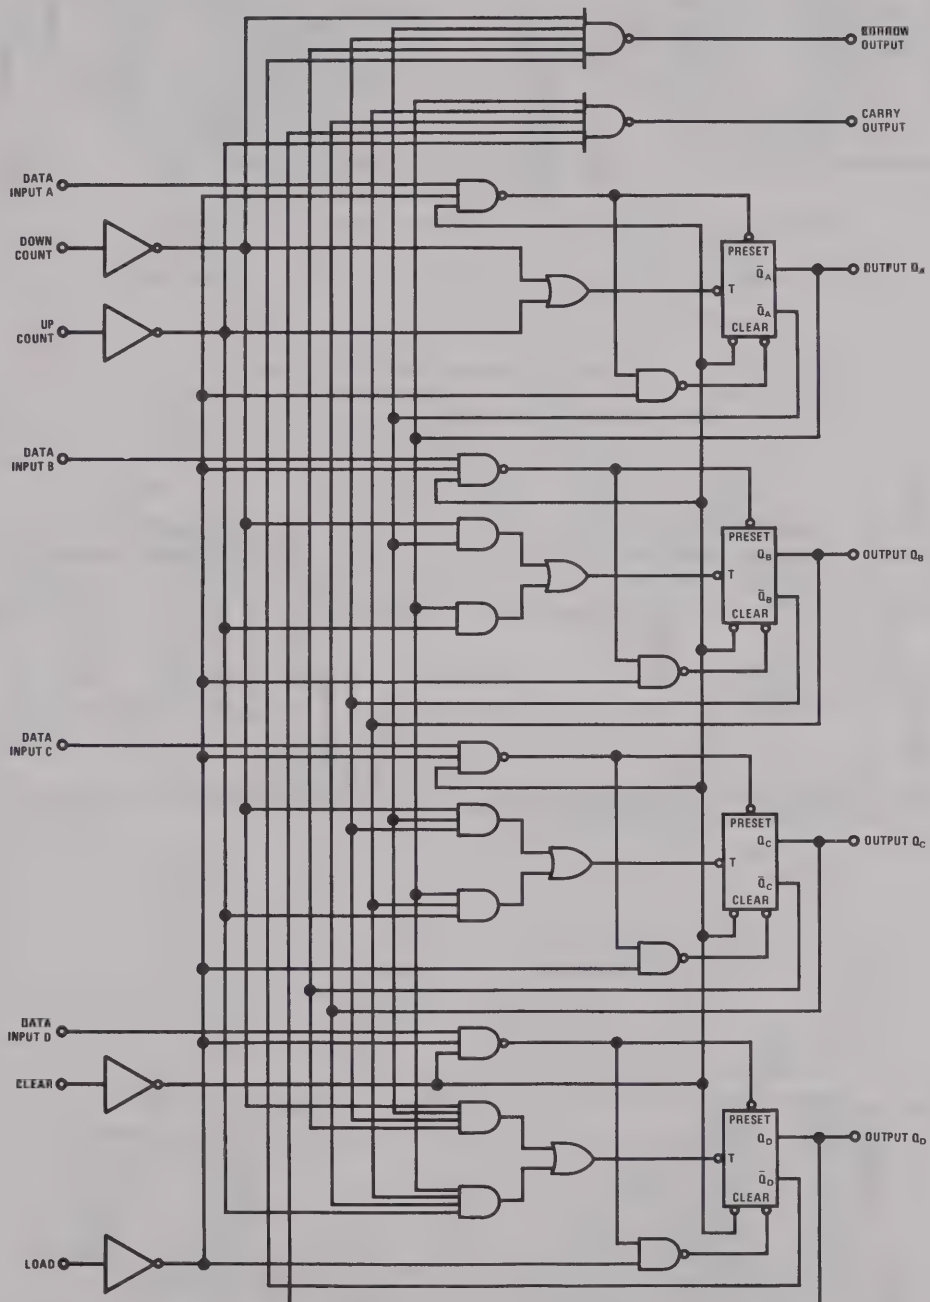 BORROW
OUTPUT
CARRY
OUTPUT
DATA
INPUT A
DOWN
COUNT
UP
COUNT
PRESET
Q̄A
T
Q̄A
CLEAR
OUTPUT QA
DATA
INPUT B
PRESET
QB
T
Q̄B
CLEAR
OUTPUT QB
DATA
INPUT C
PRESET
QC
T
Q̄C
CLEAR
OUTPUT QC
DATA
INPUT D
CLEAR
PRESET
QD
T
Q̄D
CLEAR
OUTPUT QD
LOAD